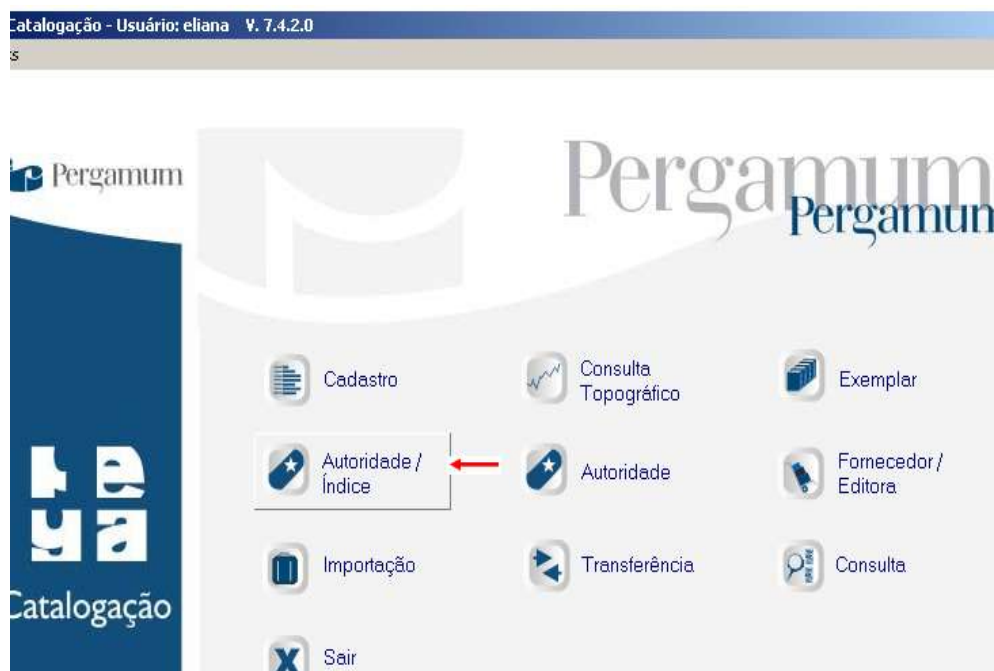 Catalogação - Usuário: eliana V. 7.4.2.0
s
Pergamum
Pergamum
Pergamum
Cadastro
Consulta
Topográfico
Exemplar
Autoridade /
Índice
Autoridade
Fornecedor /
Editora
Importação
Transferência
Consulta
Catalogação
Sair